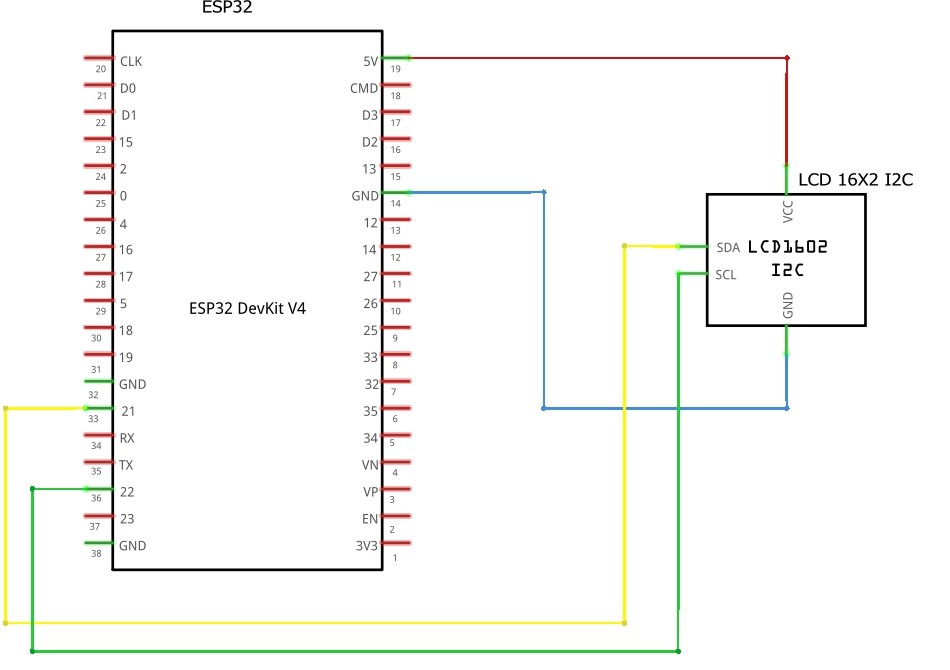 ESP32
CLK 5V
20 19
D0 CMD
21 18
D1 D3
22 17
15 D2
23 16
2 13
24 15
0 GND
25 14
4 12
26 13
16 14
27 12
17 27
28 11
5 26
29 10
18 25
30 9
19 33
31 8
GND 32
32 7
21 35
33 6
RX 34
34 5
TX VN
35 4
22 VP
36 3
23 EN
37 2
GND 3V3
38 1
ESP32 DevKit V4
LCD 16X2 I2C
VCC
SDA LCD1602
SCL I2C
GND